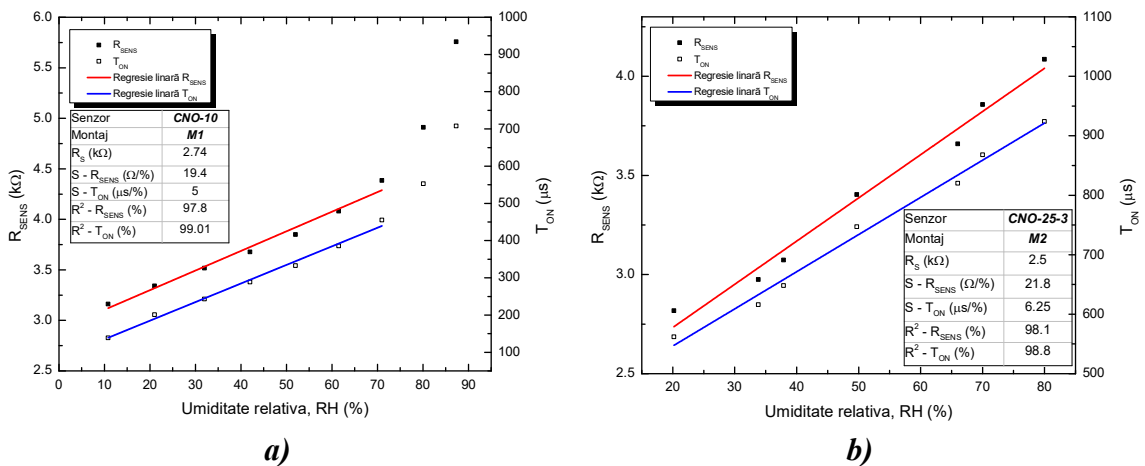 R_SENS
T_ON
Regresie linară R_SENS
Regresie linară T_ON
Senzor CNO-10
Montaj M1
R_S (kΩ) 2.74
S - R_SENS (Ω/%) 19.4
S - T_ON (μs/%) 5
R² - R_SENS (%) 97.8
R² - T_ON (%) 99.01
6.0
5.5
5.0
4.5
4.0
3.5
3.0
2.5
R_SENS (kΩ)
1000
900
800
700
600
500
400
300
200
100
T_ON (μs)
0 10 20 30 40 50 60 70 80 90 100
Umiditate relativa, RH (%)
a)
R_SENS
T_ON
Regresie linară R_SENS
Regresie linară T_ON
Senzor CNO-25-3
Montaj M2
R_S (kΩ) 2.5
S - R_SENS (Ω/%) 21.8
S - T_ON (μs/%) 6.25
R² - R_SENS (%) 98.1
R² - T_ON (%) 98.8
4.0
3.5
3.0
2.5
R_SENS (kΩ)
1100
1000
900
800
700
600
500
T_ON (μs)
20 30 40 50 60 70 80
Umiditate relativa, RH (%)
b)